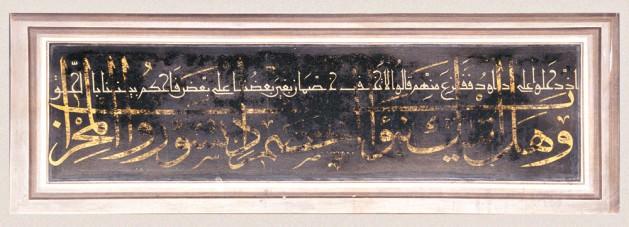 وهل اتيك نبؤا الخصم اذ تسوروا المحراب
اذ دخلوا على داود ففزع منهم قالوا لا تخف خصمان بغى بعضنا على بعض فاحكم بيننا بالحق